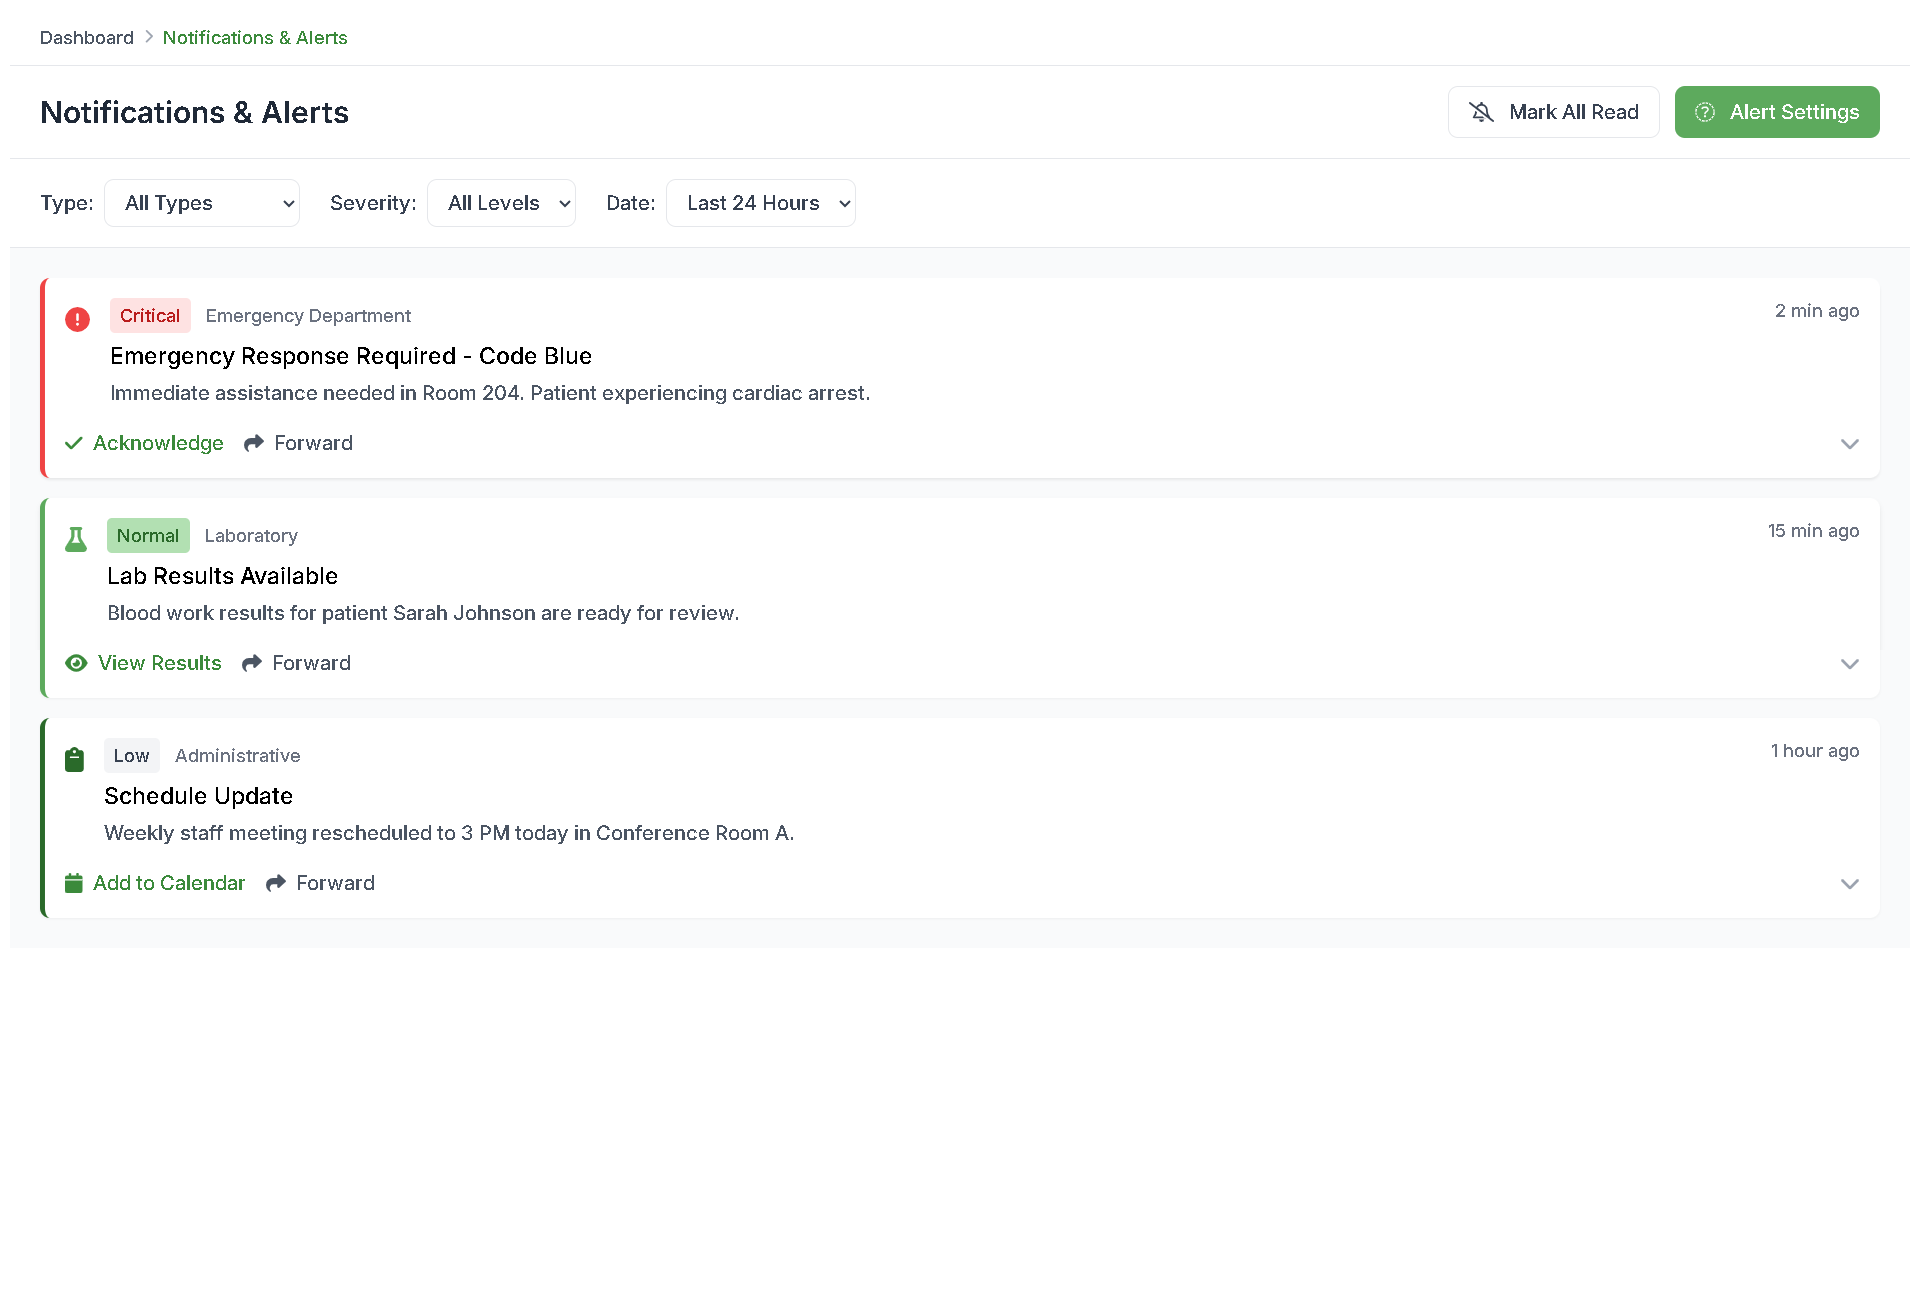 Dashboard Notifications & Alerts
Notifications & Alerts
Mark All Read
Alert Settings
Type: All Types Severity: All Levels Date: Last 24 Hours
Critical Emergency Department 2 min ago
Emergency Response Required - Code Blue
Immediate assistance needed in Room 204. Patient experiencing cardiac arrest.
Acknowledge Forward
Normal Laboratory 15 min ago
Lab Results Available
Blood work results for patient Sarah Johnson are ready for review.
View Results Forward
Low Administrative 1 hour ago
Schedule Update
Weekly staff meeting rescheduled to 3 PM today in Conference Room A.
Add to Calendar Forward